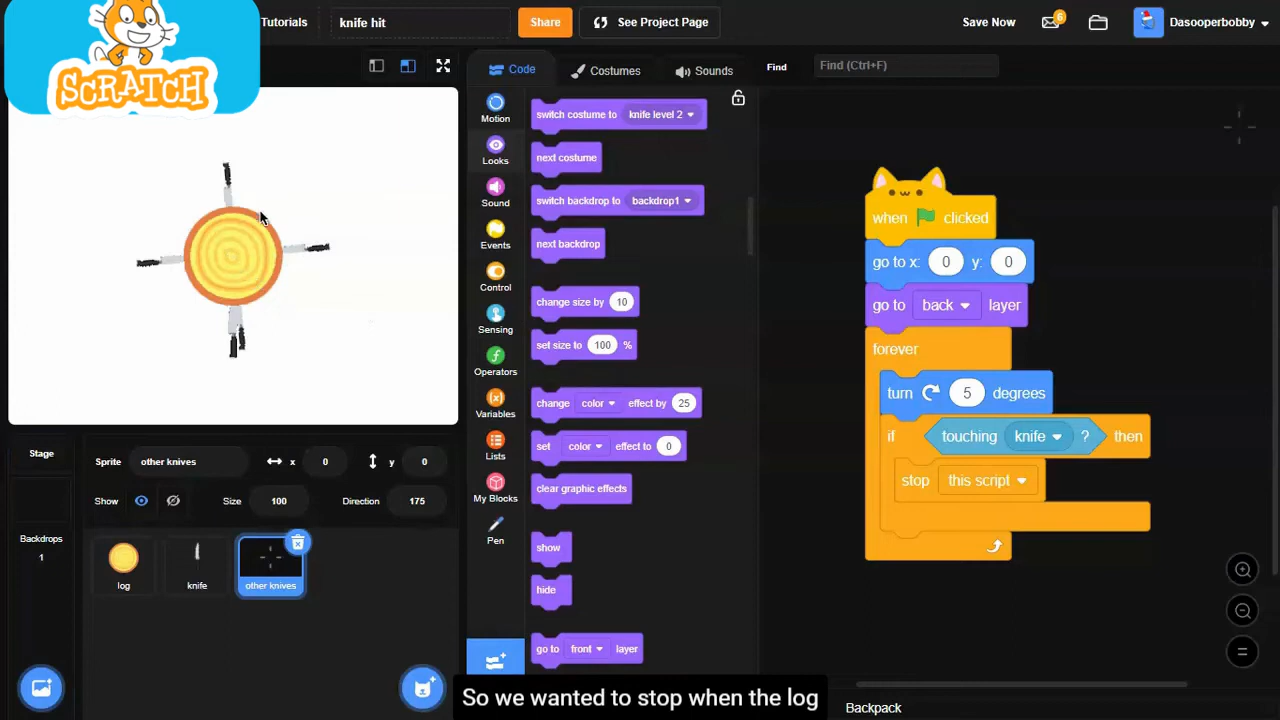 SCRATCH
Tutorials
knife hit
Share
See Project Page
Save Now
6
Dasooperbobby
Code
Costumes
Sounds
Find
Find (Ctrl+F)
Motion
Looks
Sound
Events
Control
Sensing
Operators
Variables
Lists
My Blocks
Pen
switch costume to knife level 2
next costume
switch backdrop to backdrop1
next backdrop
change size by 10
set size to 100 %
change color effect by 25
set color effect to 0
clear graphic effects
show
hide
go to front layer
when clicked
go to x: 0 y: 0
go to back layer
forever
turn 5 degrees
if touching knife ? then
stop this script
Stage
Backdrops
1
Sprite other knives x 0 y 0
Show Size 100 Direction 175
log
knife
other knives
Backpack
So we wanted to stop when the log